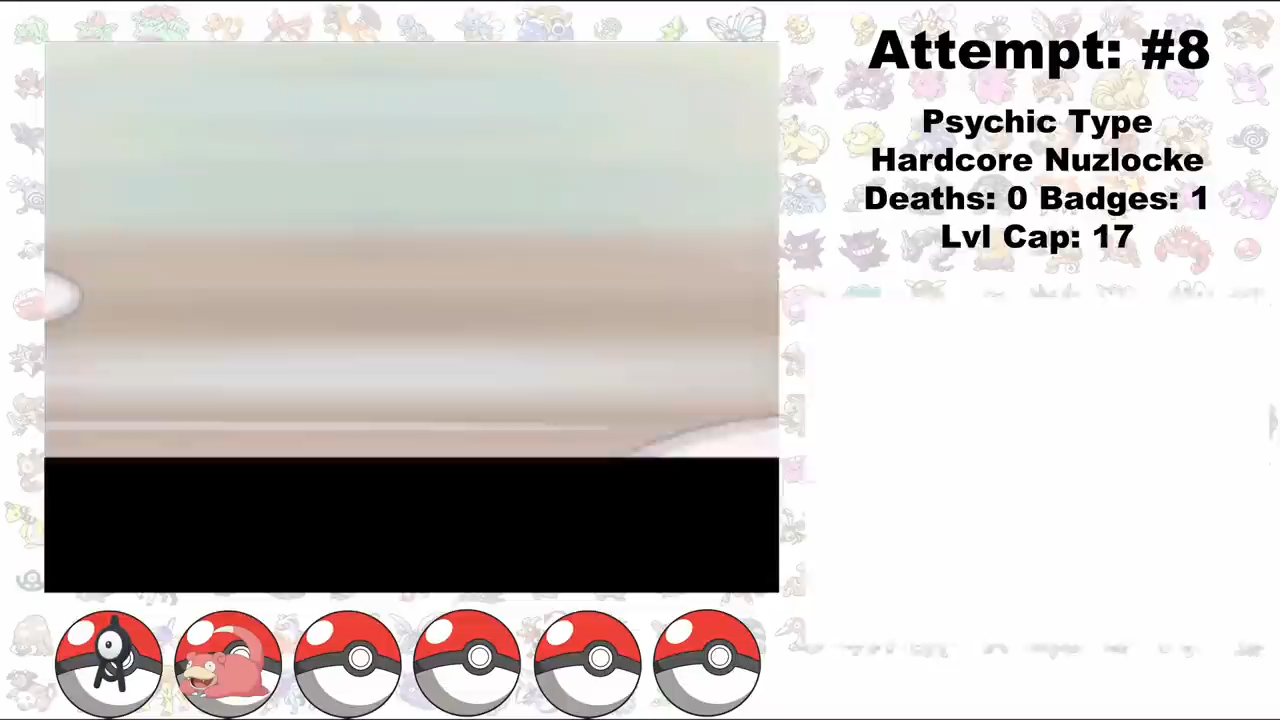 Attempt: #8
Psychic Type
Hardcore Nuzlocke
Deaths: 0 Badges: 1
Lvl Cap: 17